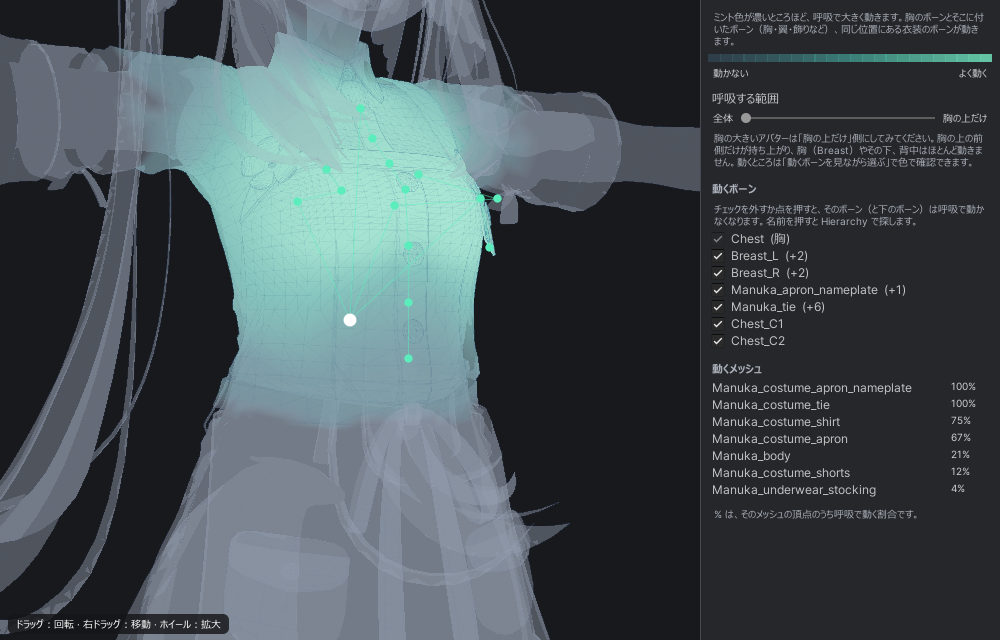 ミント色が濃いところほど、呼吸で大きく動きます。胸のボーンとそこに付
いたボーン（胸・翼・飾りなど）、同じ位置にある衣装のボーンが動き
ます。
動かない
よく動く
呼吸する範囲
全体
胸の上だけ
胸の大きいアバターは「胸の上だけ」側にしてみてください。胸の上の前
側だけが持ち上がり、胸（Breast）やその下、背中はほとんど動きま
せん。動くところは「動くボーンを見ながら選ぶ」で色で確認できます。
動くボーン
チェックを外すか点を押すと、そのボーン（と下のボーン）は呼吸で動か
なくなります。名前を押すと Hierarchy で探します。
Chest (胸)
Breast_L (+2)
Breast_R (+2)
Manuka_apron_nameplate (+1)
Manuka_tie (+6)
Chest_C1
Chest_C2
動くメッシュ
Manuka_costume_apron_nameplate 100%
Manuka_costume_tie 100%
Manuka_costume_shirt 75%
Manuka_costume_apron 67%
Manuka_body 21%
Manuka_costume_shorts 12%
Manuka_underwear_stocking 4%
% は、そのメッシュの頂点のうち呼吸で動く割合です。
ドラッグ：回転・右ドラッグ：移動・ホイール：拡大